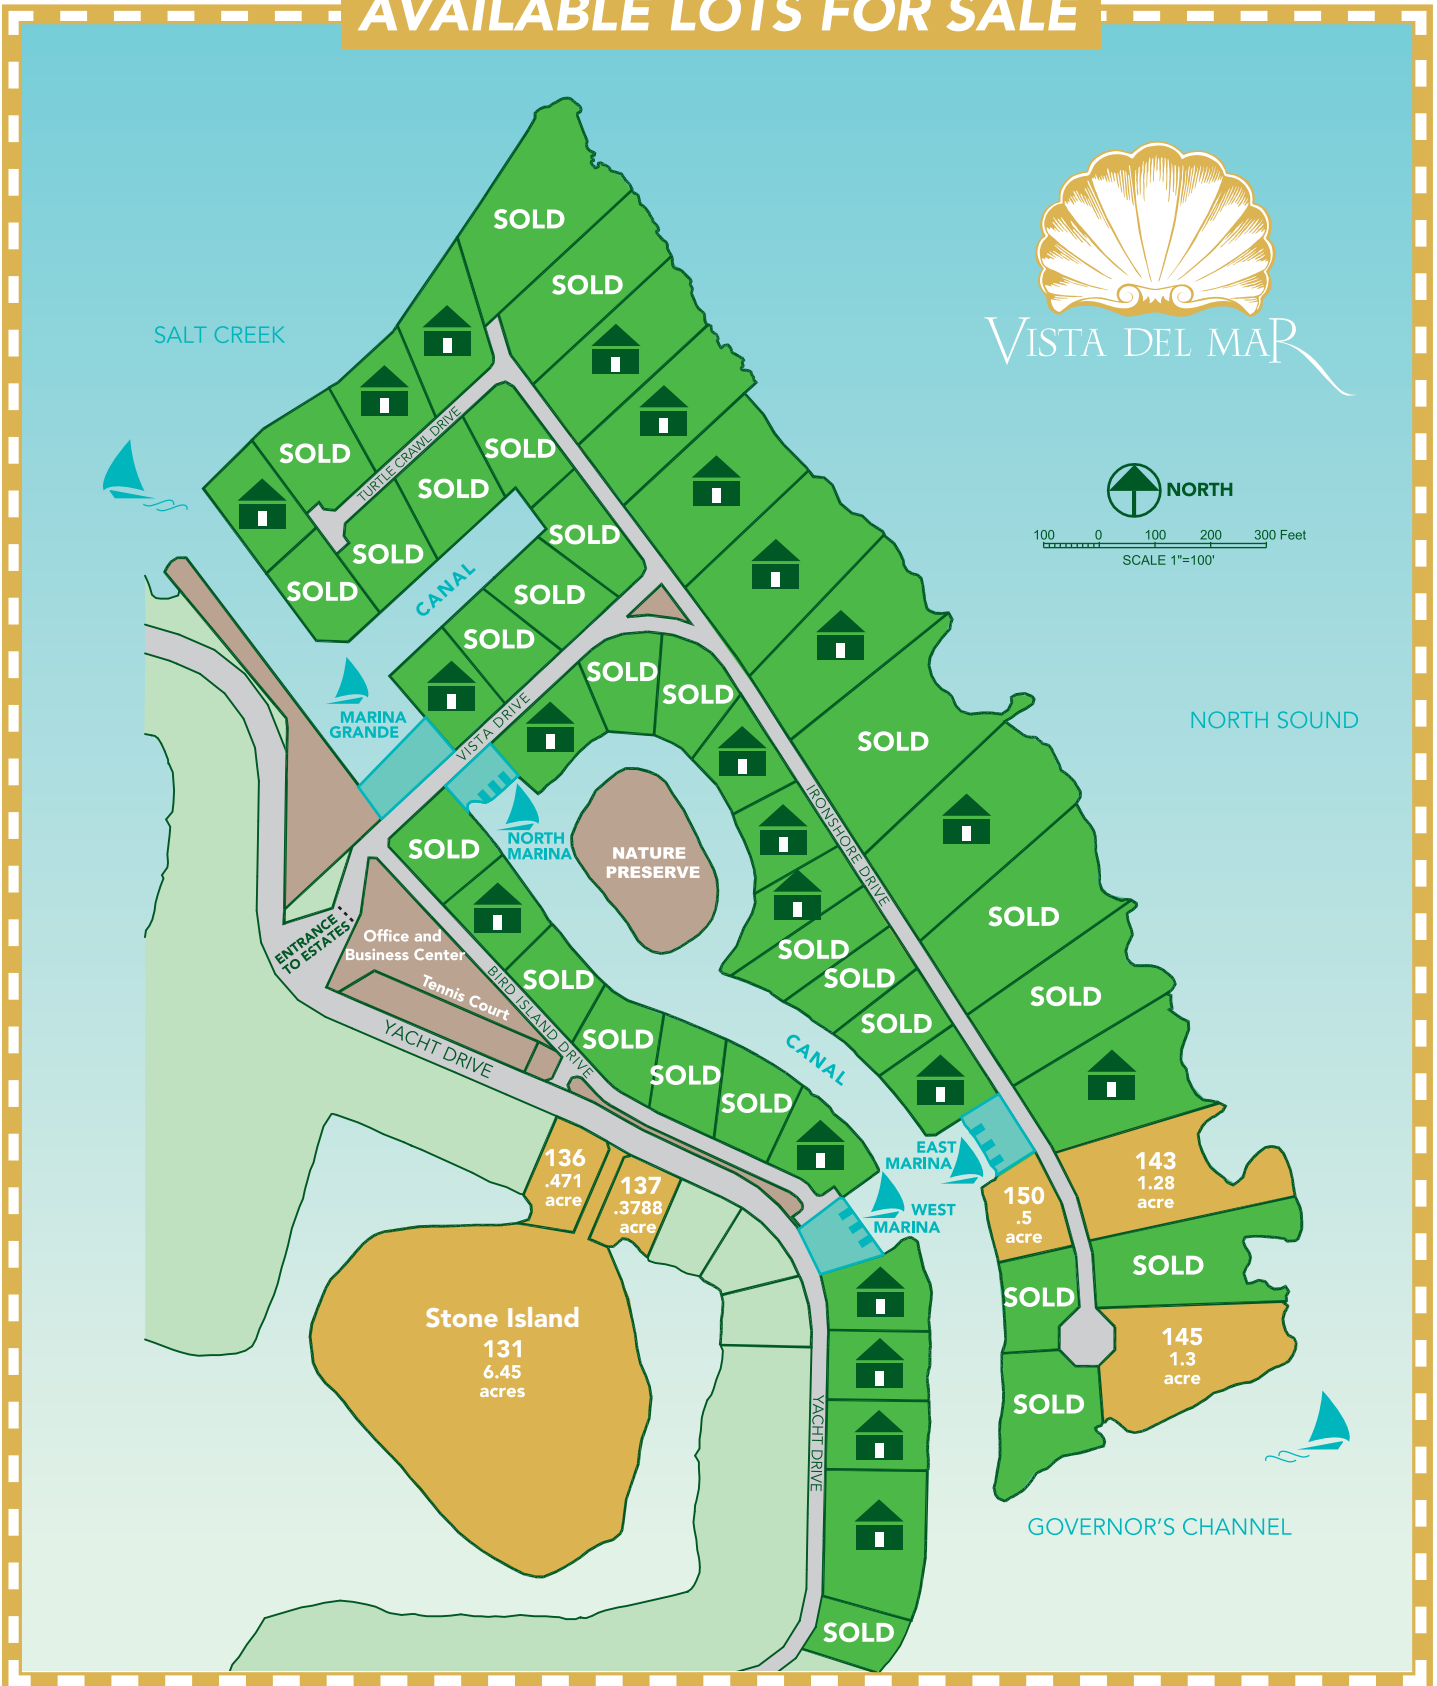 AVAILABLE LOTS FOR SALE
SOLD
SOLD
VISTA DEL MAR
SALT CREEK
TURTLE CRAWL DRIVE
SOLD
SOLD
SOLD
SOLD
SOLD
SOLD
SOLD
SOLD
SOLD
CANAL
NORTH
100 0 100 200 300 Feet
SCALE 1"=100'
SOLD
SOLD
MARINA
GRANDE
VISTA DRIVE
NORTH SOUND
SOLD
IRONSHORE DRIVE
NORTH
MARINA
NATURE
PRESERVE
SOLD
ENTRANCE
TO ESTATES
Office and
Business Center
Tennis Court
BIRD ISLAND DRIVE
YACHT DRIVE
SOLD
SOLD
SOLD
SOLD
SOLD
SOLD
SOLD
SOLD
SOLD
CANAL
SOLD
EAST
MARINA
WEST
MARINA
136
.471
acre
137
.3788
acre
143
1.28
acre
150
.5
acre
SOLD
SOLD
Stone Island
131
6.45
acres
145
1.3
acre
SOLD
YACHT DRIVE
GOVERNOR'S CHANNEL
SOLD